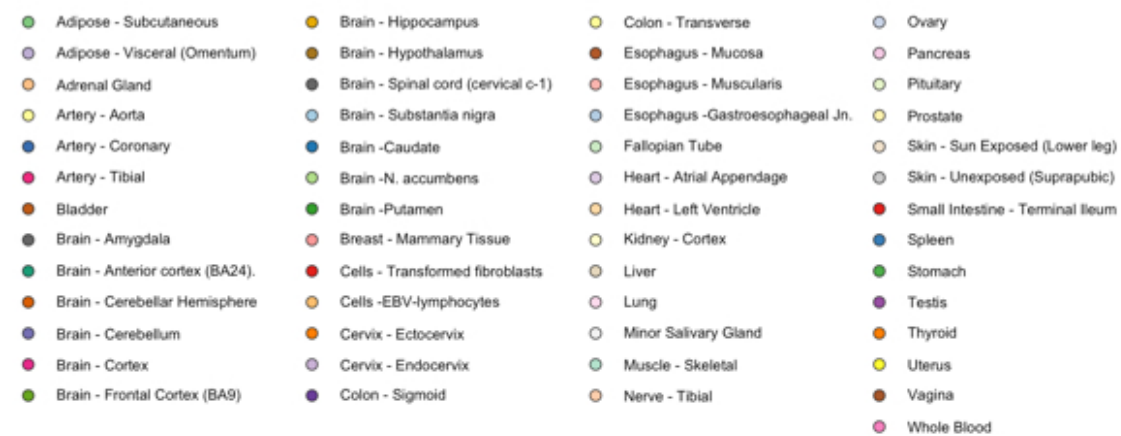 Adipose - Subcutaneous
Adipose - Visceral (Omentum)
Adrenal Gland
Artery - Aorta
Artery - Coronary
Artery - Tibial
Bladder
Brain - Amygdala
Brain - Anterior cortex (BA24).
Brain - Cerebellar Hemisphere
Brain - Cerebellum
Brain - Cortex
Brain - Frontal Cortex (BA9)
Brain - Hippocampus
Brain - Hypothalamus
Brain - Spinal cord (cervical c-1)
Brain - Substantia nigra
Brain -Caudate
Brain -N. accumbens
Brain -Putamen
Breast - Mammary Tissue
Cells - Transformed fibroblasts
Cells -EBV-lymphocytes
Cervix - Ectocervix
Cervix - Endocervix
Colon - Sigmoid
Colon - Transverse
Esophagus - Mucosa
Esophagus - Muscularis
Esophagus -Gastroesophageal Jn.
Fallopian Tube
Heart - Atrial Appendage
Heart - Left Ventricle
Kidney - Cortex
Liver
Lung
Minor Salivary Gland
Muscle - Skeletal
Nerve - Tibial
Ovary
Pancreas
Pituitary
Prostate
Skin - Sun Exposed (Lower leg)
Skin - Unexposed (Suprapubic)
Small Intestine - Terminal Ileum
Spleen
Stomach
Testis
Thyroid
Uterus
Vagina
Whole Blood